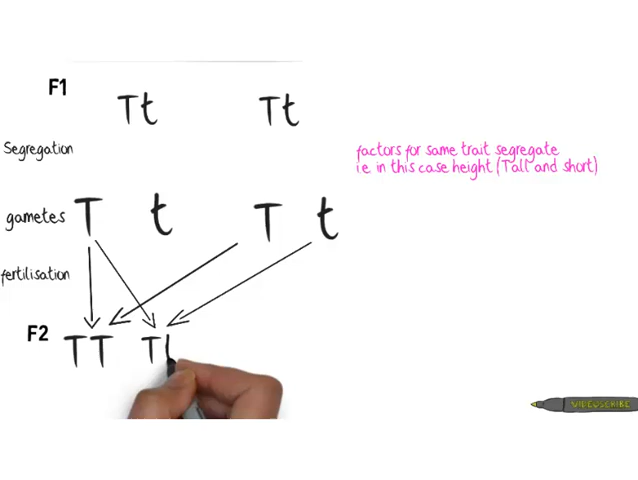 F1
Tt Tt
Segregation
factors for same trait segregate
i.e in this case height (Tall and short)
gametes T t T t
fertilisation
F2 TT T
VIDEOSCRIBE